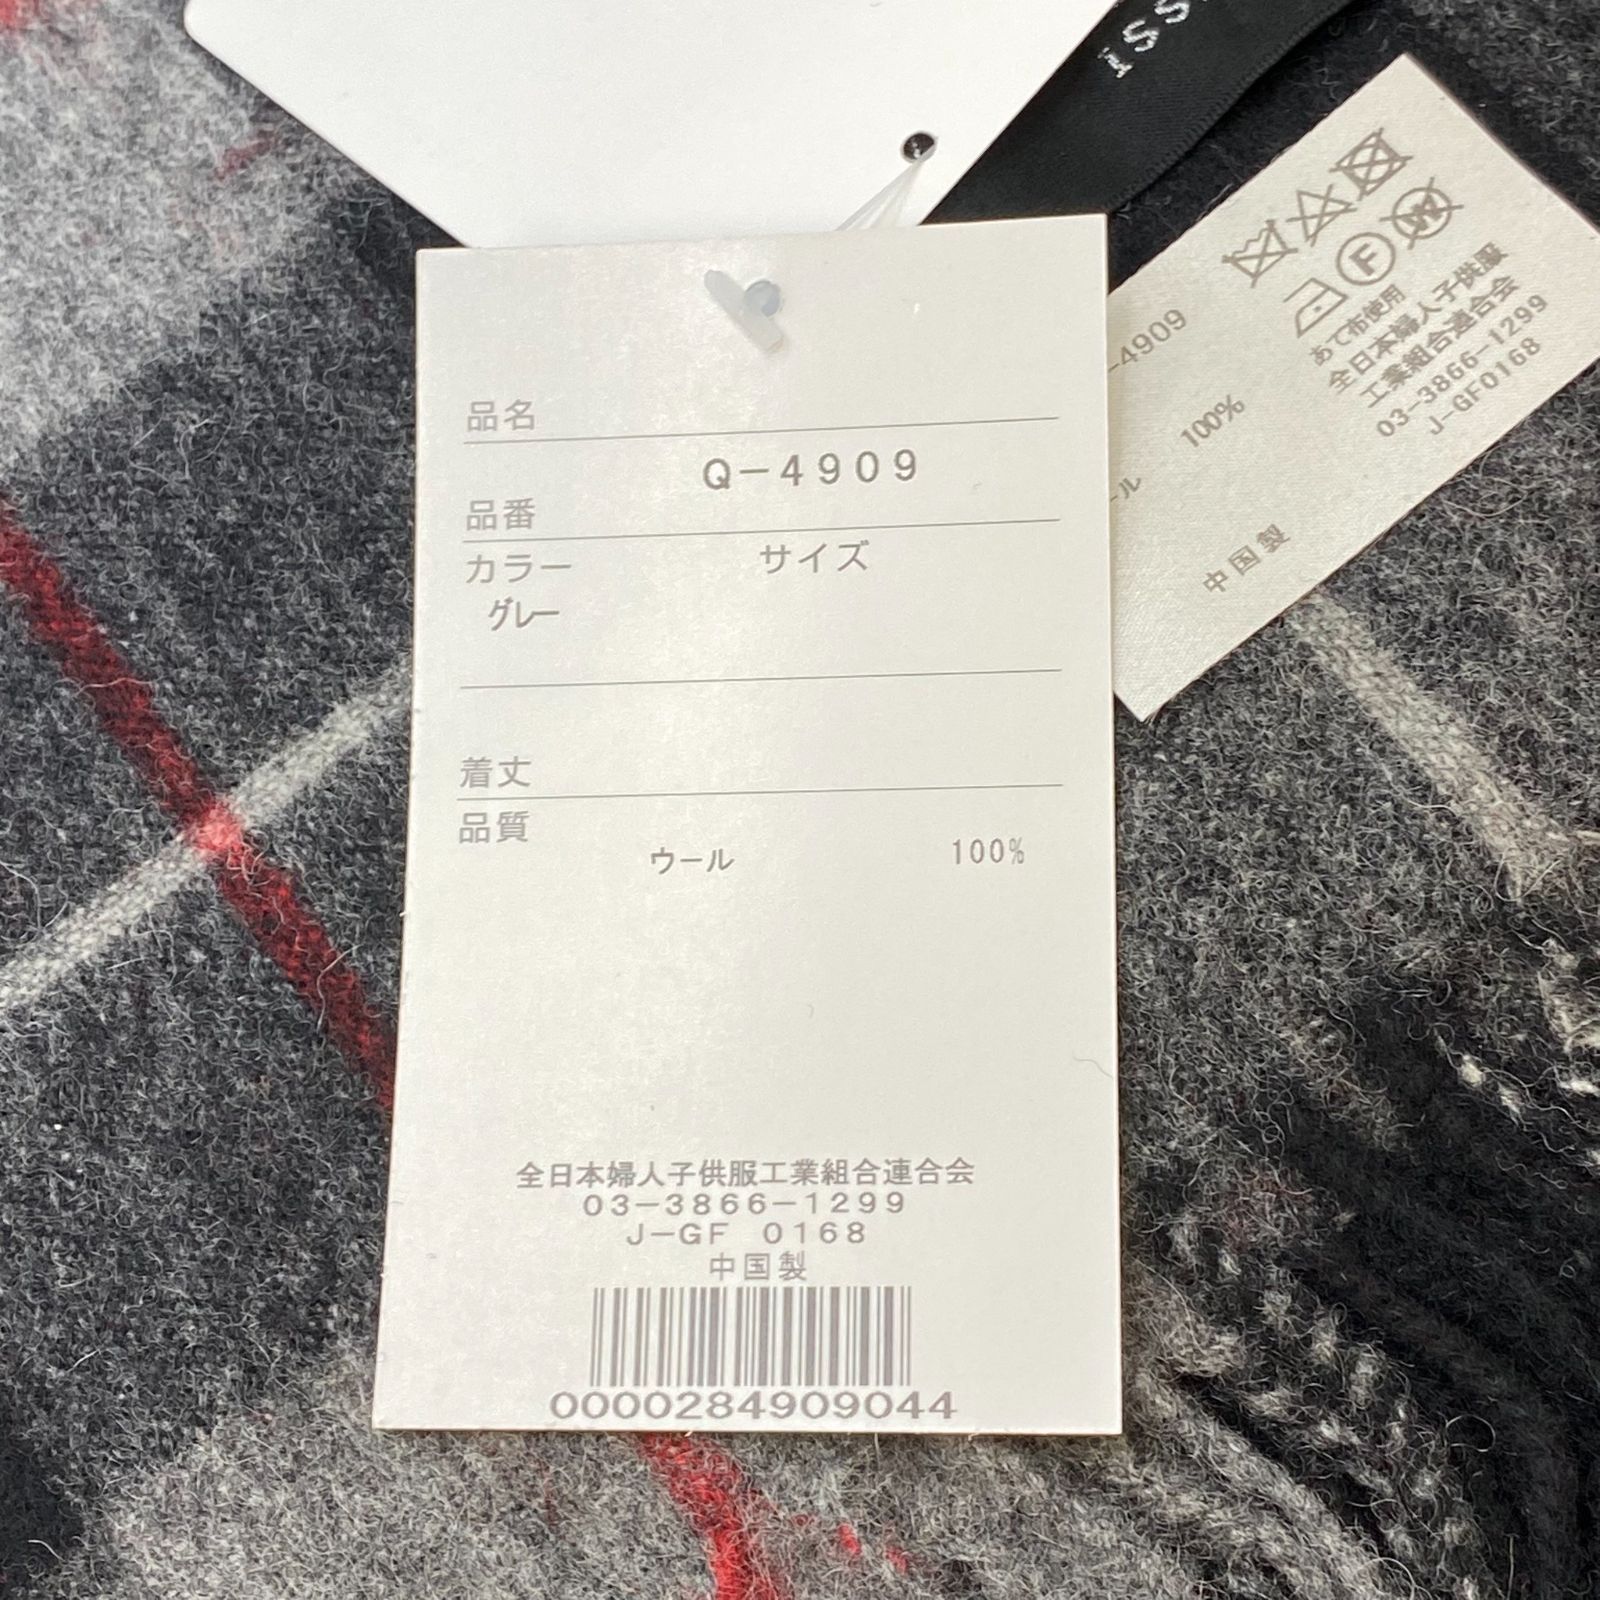 ISS
品名
Q-4909
品番
カラー サイズ
グレー
着丈
品質
ウール 100%
全日本婦人子供服工業組合連合会
03-3866-1299
J-GF 0168
中国製
0000284909044
-4909
ール 100%
中国製
F
W
あて布使用
全日本婦人子供服
工業組合連合会
03-3866-1299
J-GF0168